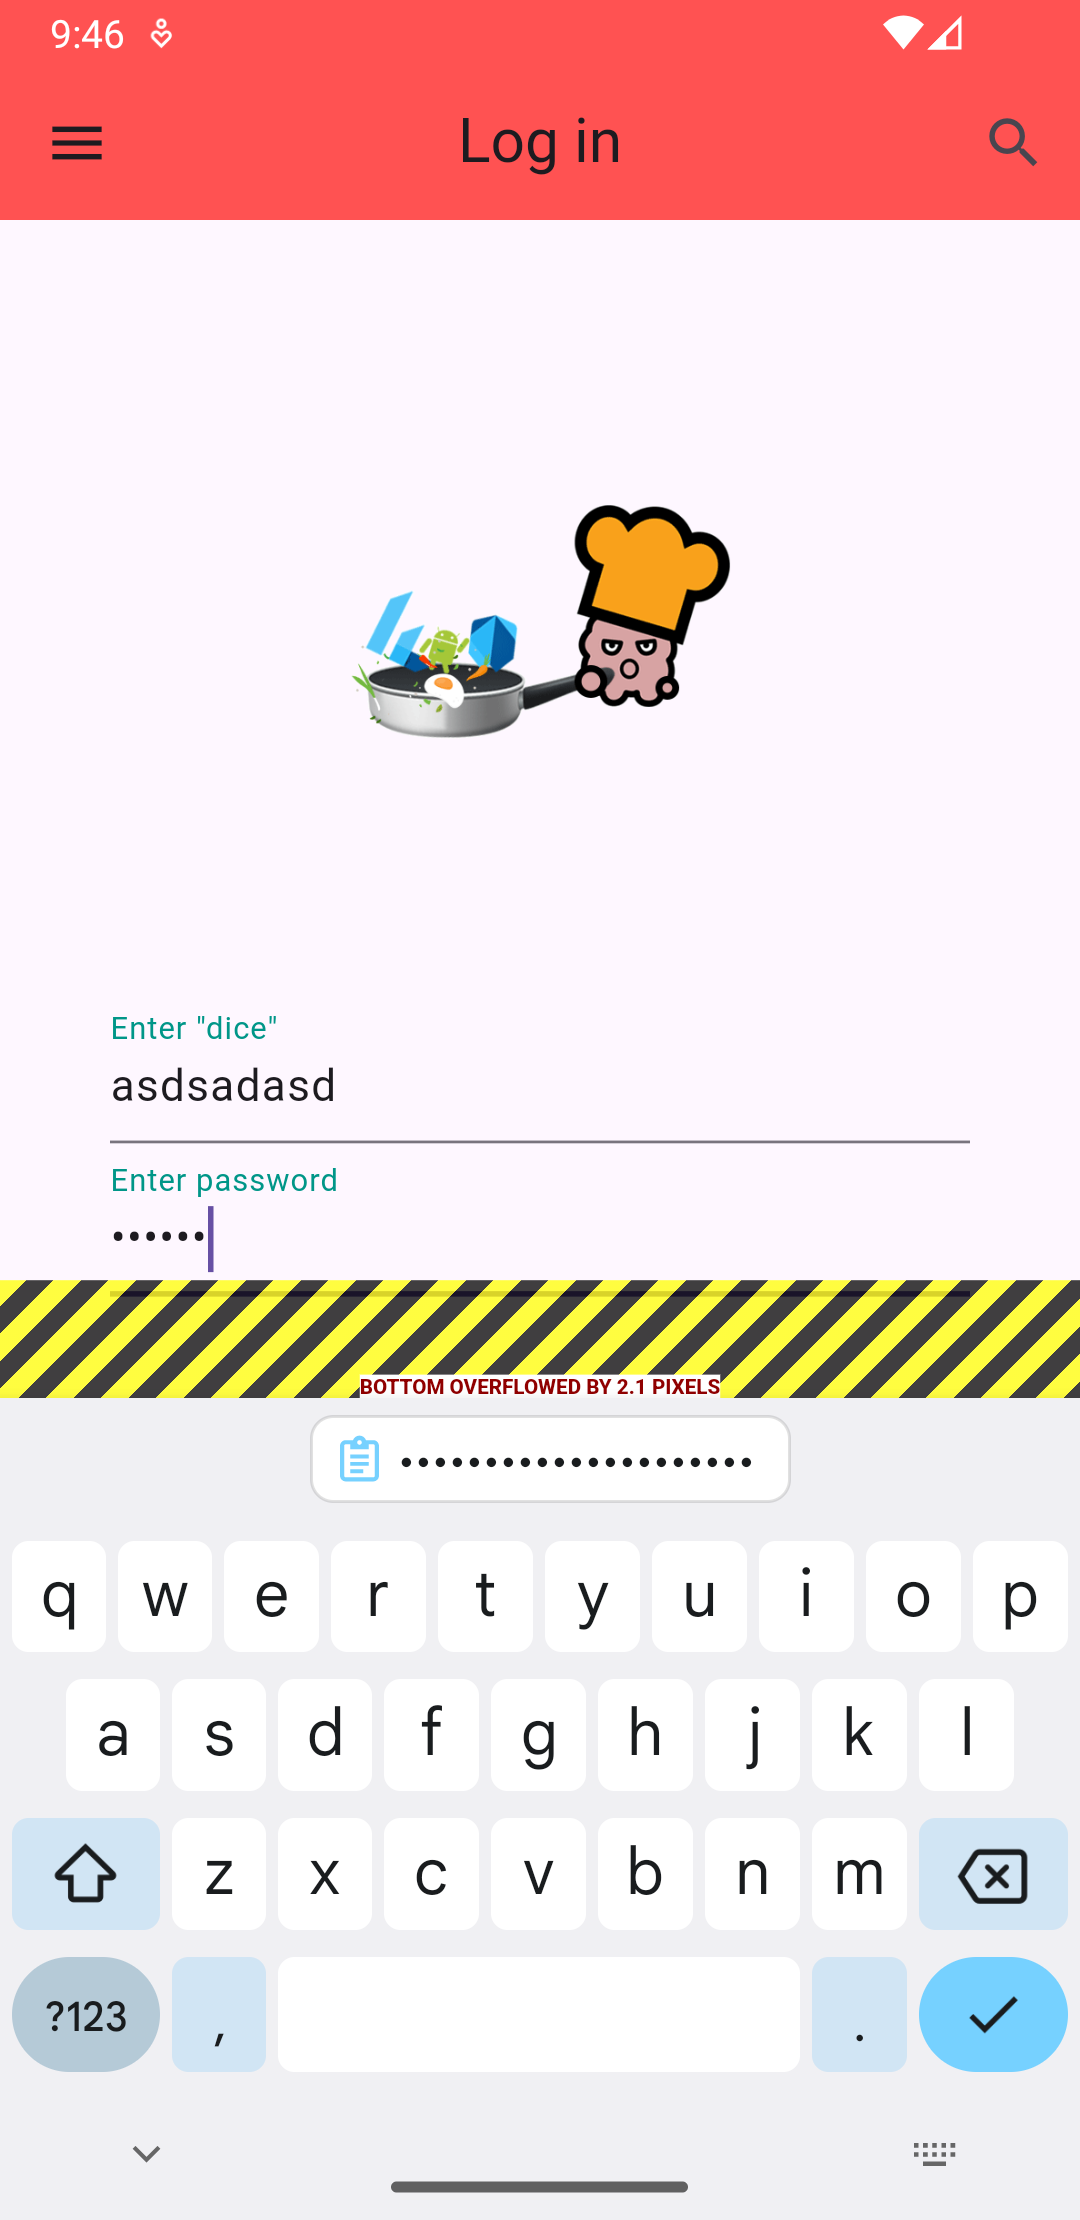 9:46
Log in
Enter "dice"
asdsadasd
Enter password
••••••
BOTTOM OVERFLOWED BY 2.1 PIXELS
•••••••••••••••••••••
q w e r t y u i o p
a s d f g h j k l
z x c v b n m
?123 , .